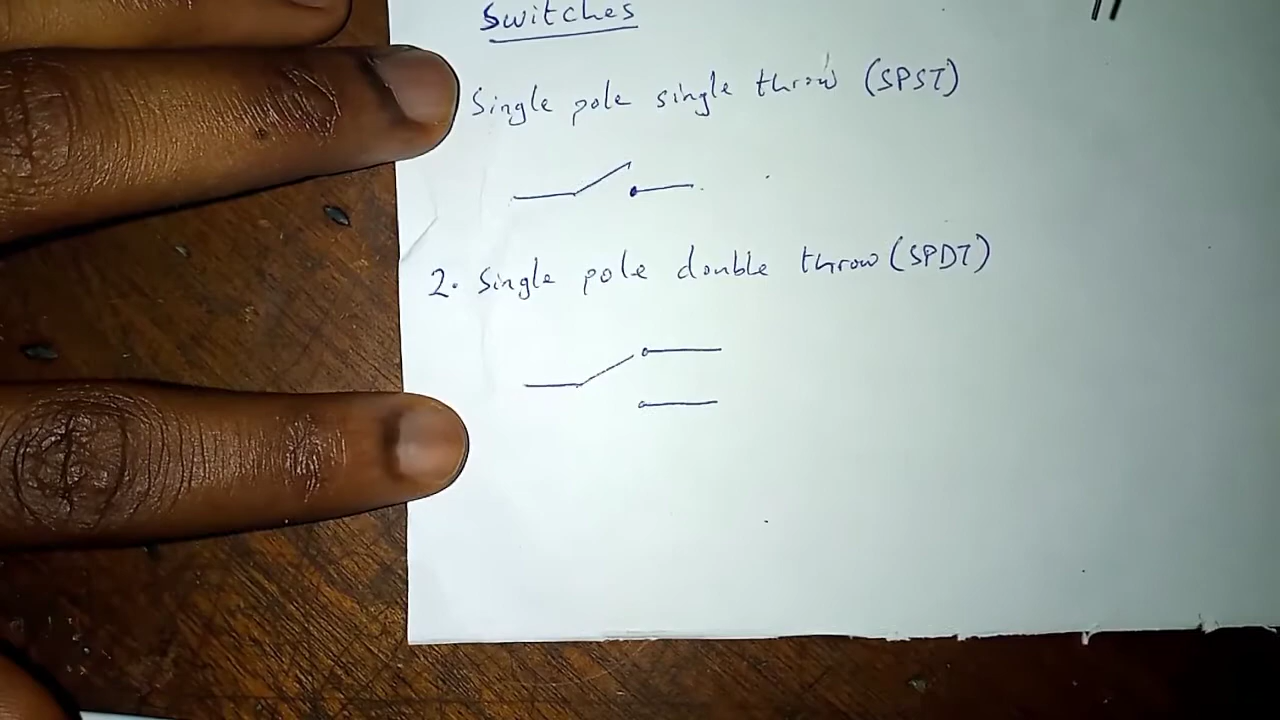 Switches
Single pole single throw (SPST)
2. Single pole double throw (SPDT)